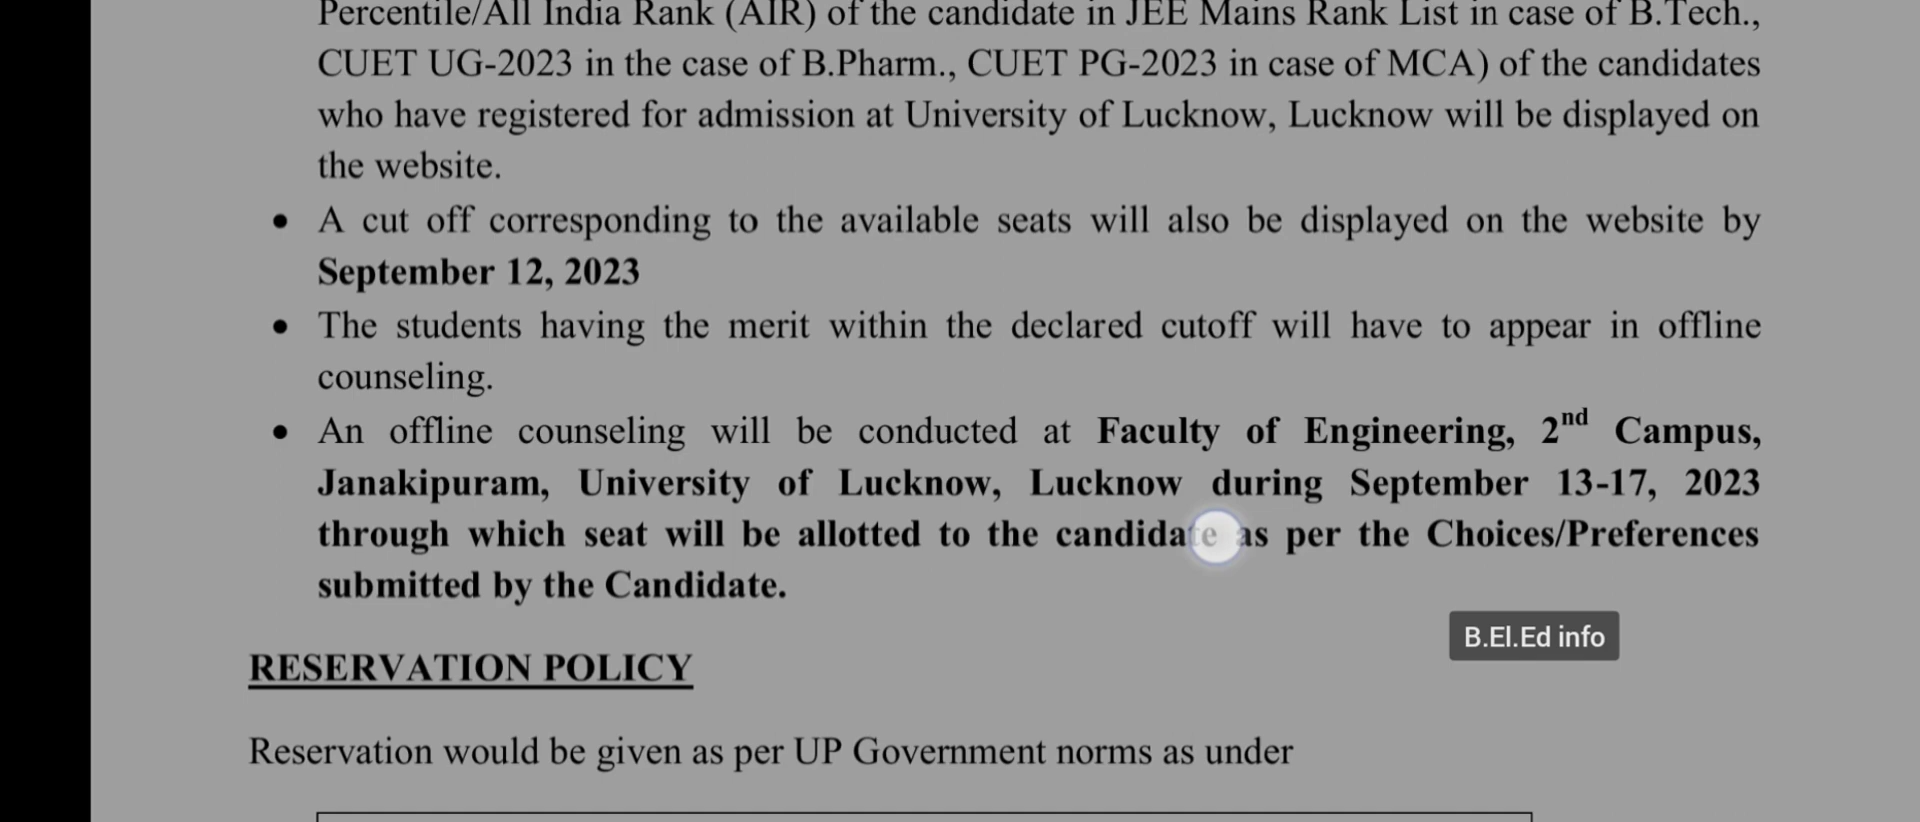 Percentile/All India Rank (AIR) of the candidate in JEE Mains Rank List in case of B.Tech.,
CUET UG-2023 in the case of B.Pharm., CUET PG-2023 in case of MCA) of the candidates
who have registered for admission at University of Lucknow, Lucknow will be displayed on
the website.
• A cut off corresponding to the available seats will also be displayed on the website by
September 12, 2023
• The students having the merit within the declared cutoff will have to appear in offline
counseling.
• An offline counseling will be conducted at Faculty of Engineering, 2nd Campus,
Janakipuram, University of Lucknow, Lucknow during September 13-17, 2023
through which seat will be allotted to the candidate as per the Choices/Preferences
submitted by the Candidate.
B.El.Ed info
RESERVATION POLICY
Reservation would be given as per UP Government norms as under